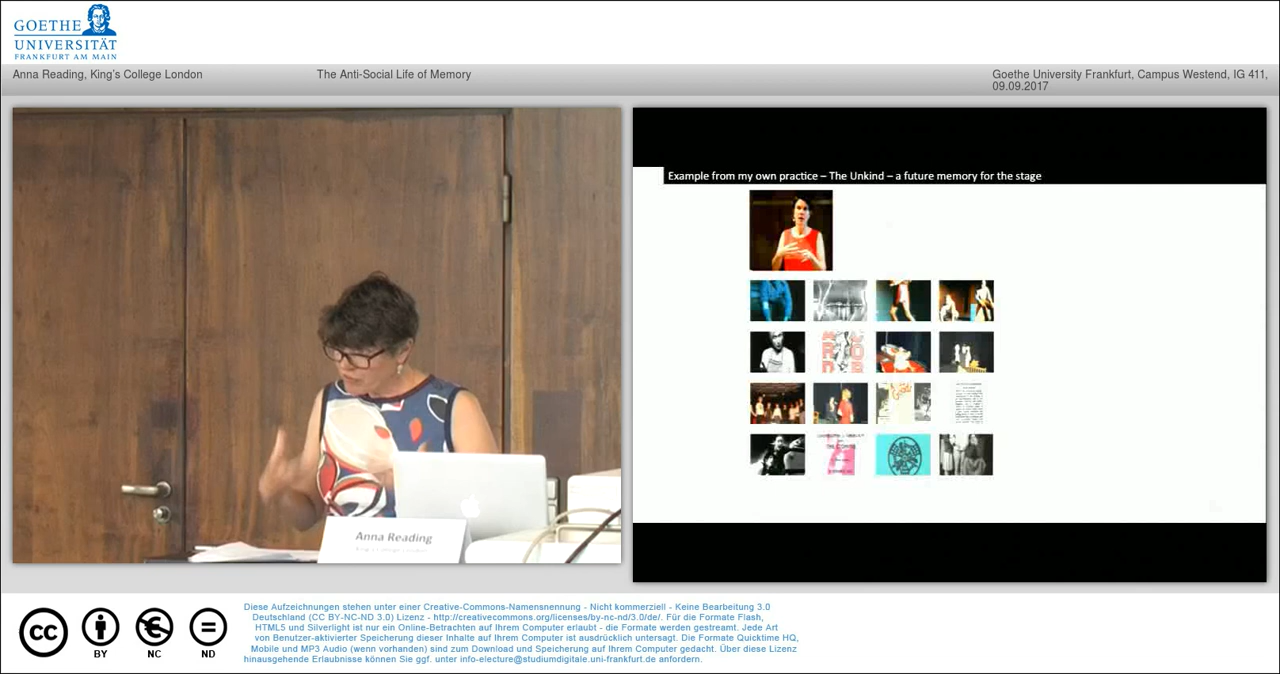 GOETHE
UNIVERSITÄT
FRANKFURT AM MAIN
Anna Reading, King's College London
The Anti-Social Life of Memory
Goethe University Frankfurt, Campus Westend, IG 411,
09.09.2017
Example from my own practice – The Unkind – a future memory for the stage
Anna Reading
cc
BY
NC
ND
Diese Aufzeichnungen stehen unter einer Creative-Commons-Namensnennung - Nicht kommerziell - Keine Bearbeitung 3.0
Deutschland (CC BY-NC-ND 3.0) Lizenz - http://creativecommons.org/licenses/by-nc-nd/3.0/de/. Für die Formate Flash,
HTML5 und Silverlight ist nur ein Online-Betrachten auf Ihrem Computer erlaubt - die Formate werden gestreamt. Jede Art
von Benutzer-aktivierter Speicherung dieser Inhalte auf Ihrem Computer ist ausdrücklich untersagt. Die Formate Quicktime HQ,
Mobile und MP3 Audio (wenn vorhanden) sind zum Download und Speicherung auf Ihrem Computer gedacht. Über diese Lizenz
hinausgehende Erlaubnisse können Sie ggf. unter info-electure@studiumdigitale.uni-frankfurt.de anfordern.